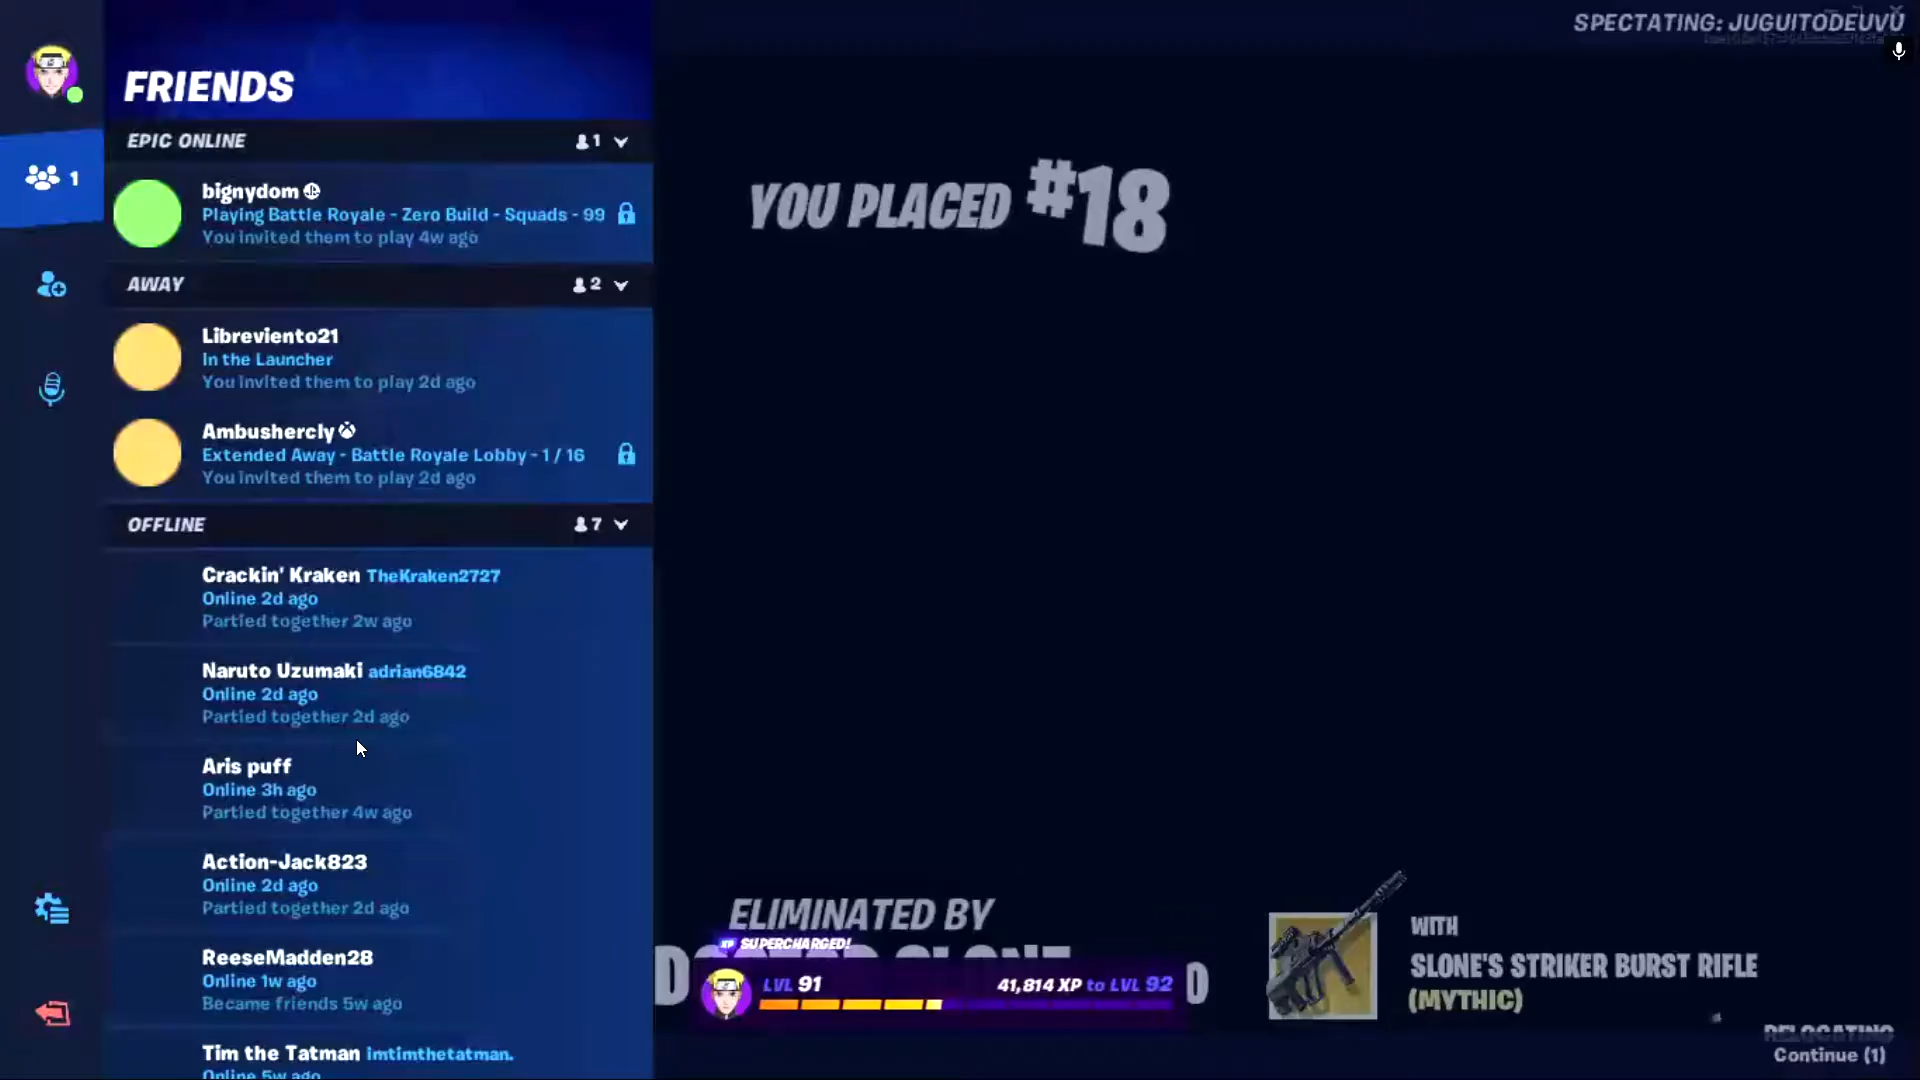 SPECTATING: JUGUITODEUVU
FRIENDS
EPIC ONLINE 1
1
bignydom
Playing Battle Royale - Zero Build - Squads - 99
You invited them to play 4w ago
AWAY 2
Libreviento21
In the Launcher
You invited them to play 2d ago
Ambushercly
Extended Away - Battle Royale Lobby - 1 / 16
You invited them to play 2d ago
OFFLINE 7
Crackin' Kraken TheKraken2727
Online 2d ago
Partied together 2w ago
Naruto Uzumaki adrian6842
Online 2d ago
Partied together 2d ago
Aris puff
Online 3h ago
Partied together 4w ago
Action-Jack823
Online 2d ago
Partied together 2d ago
ReeseMadden28
Online 1w ago
Became friends 5w ago
Tim the Tatman imtimthetatman.
Online 5w ago
YOU PLACED #18
ELIMINATED BY
XP SUPERCHARGED!
LVL 91
41,814 XP to LVL 92
WITH
SLONE'S STRIKER BURST RIFLE
(MYTHIC)
RELOCATING
Continue (1)